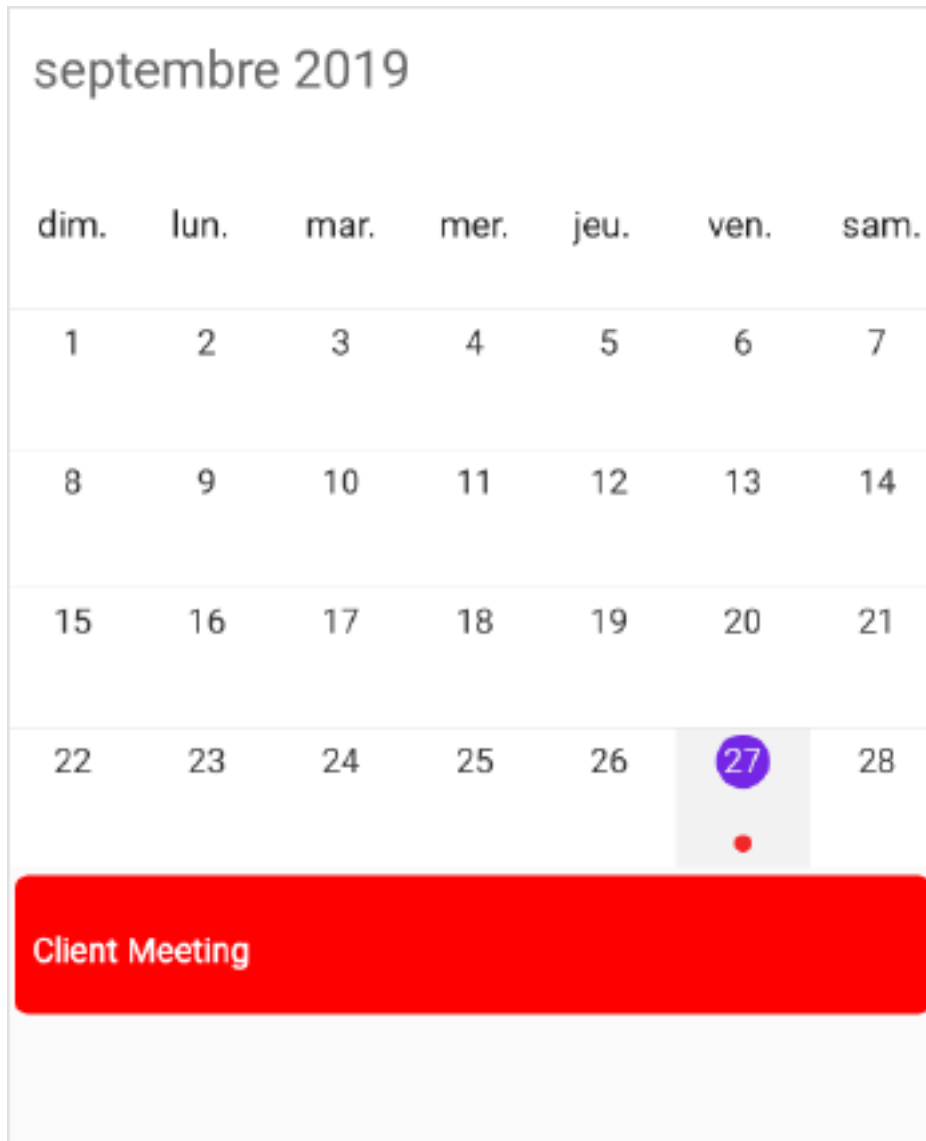 septembre 2019
dim. lun. mar. mer. jeu. ven. sam.
1 2 3 4 5 6 7
8 9 10 11 12 13 14
15 16 17 18 19 20 21
22 23 24 25 26 27 28
Client Meeting